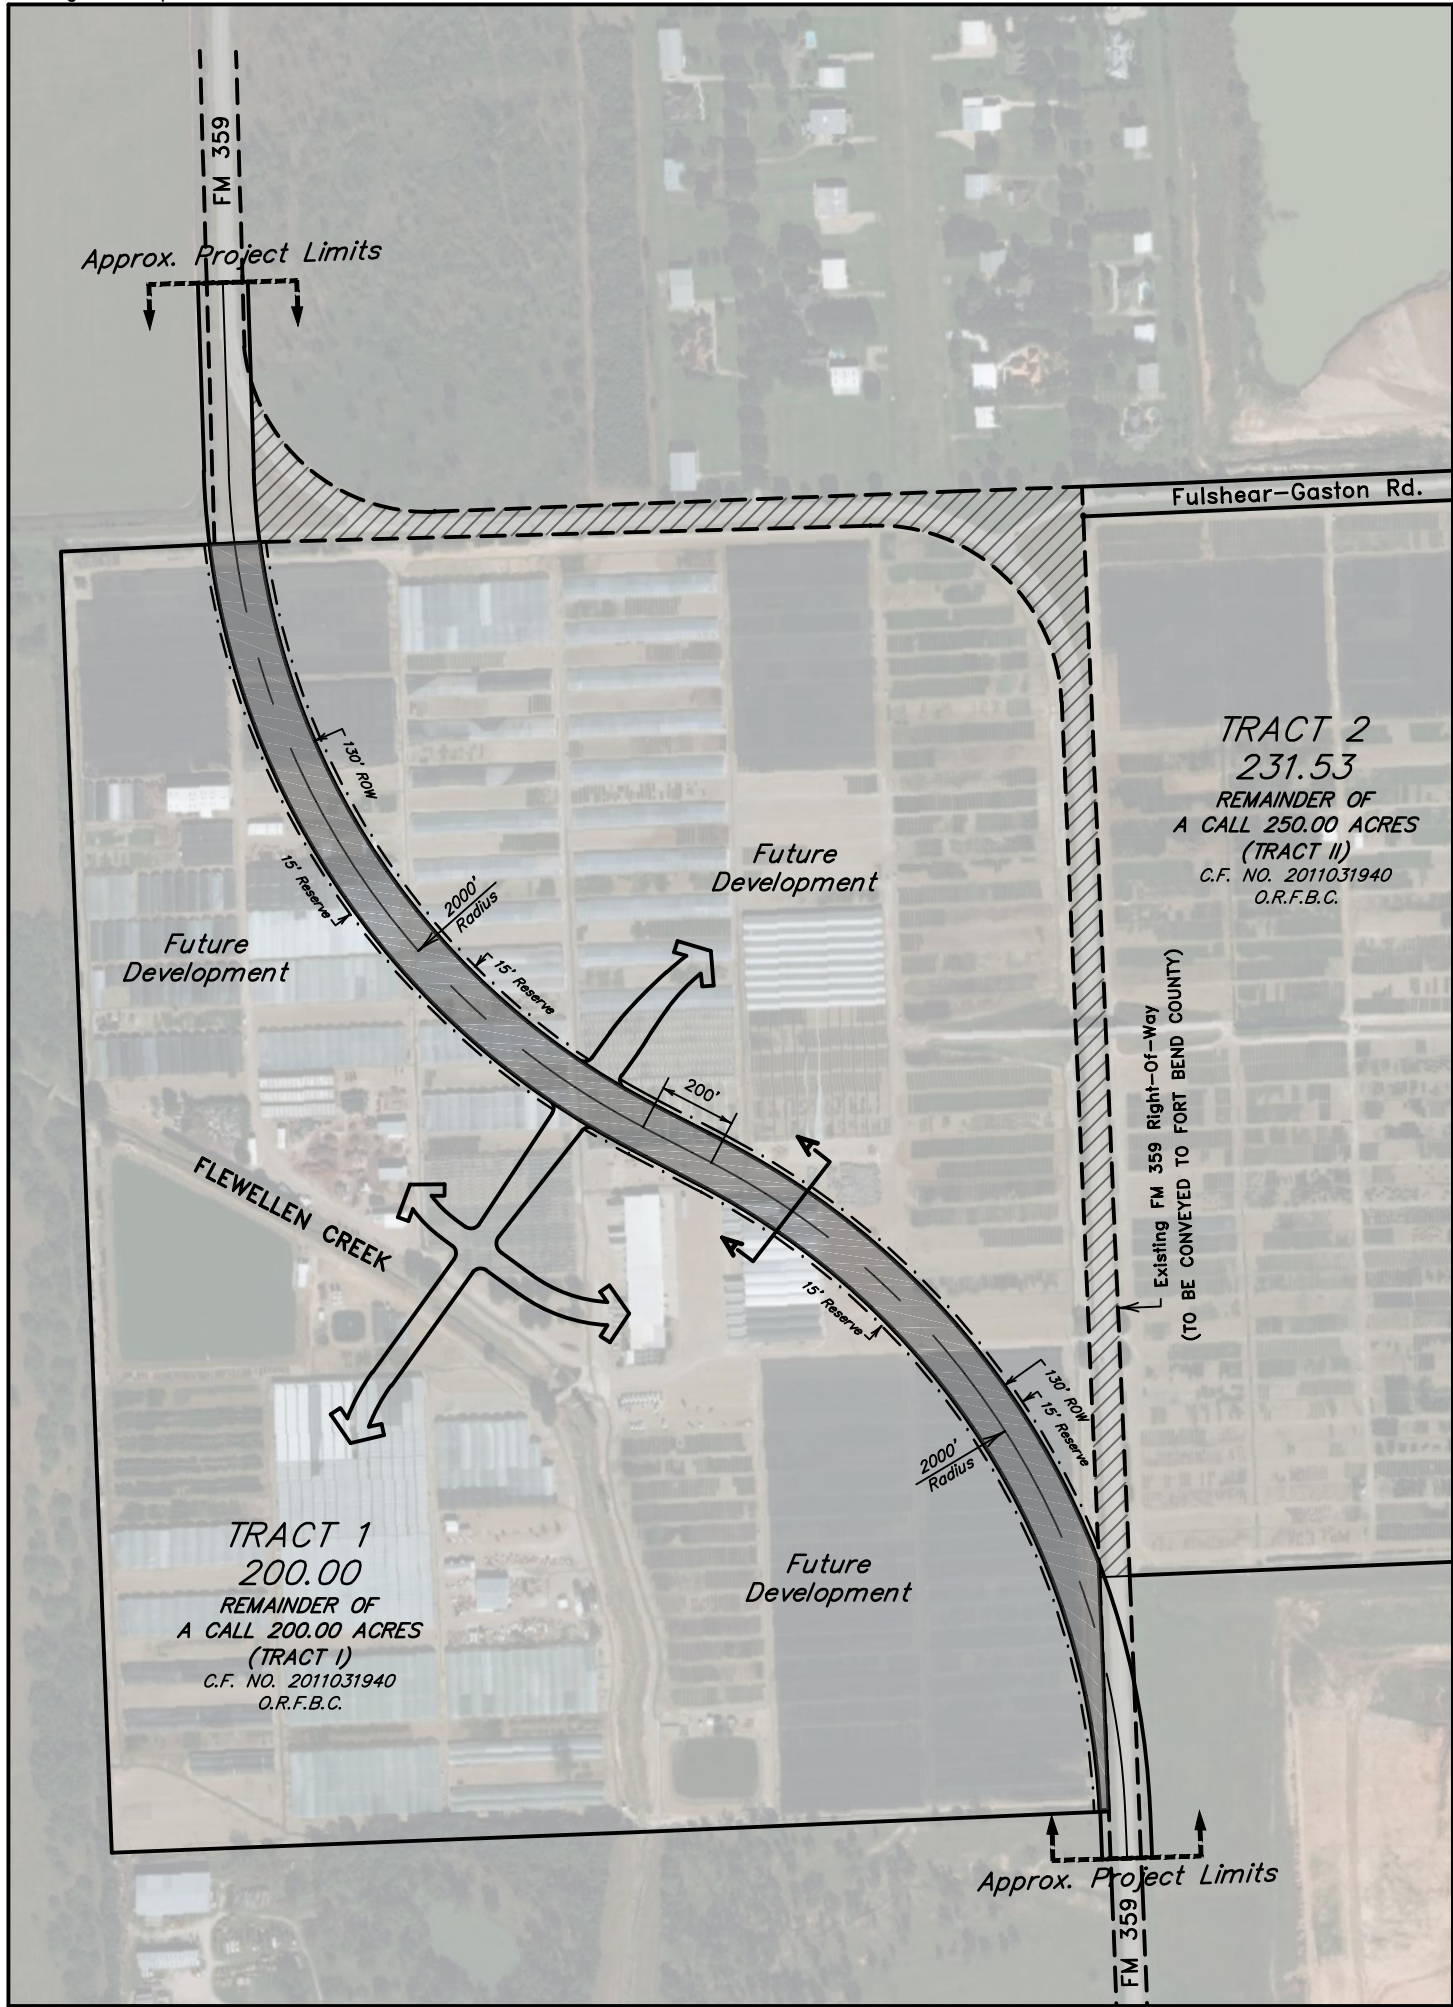 FM 359
Approx. Project Limits
Fulshear-Gaston Rd.
TRACT 2
231.53
REMAINDER OF
A CALL 250.00 ACRES
(TRACT II)
C.F. NO. 2011031940
O.R.F.B.C.
130' ROW
Future
Development
15' Reserve
2000'
Radius
Future
Development
15' Reserve
Existing FM 359 Right-Of-Way
(TO BE CONVEYED TO FORT BEND COUNTY)
200'
A
A
FLEWELLEN CREEK
15' Reserve
130' ROW
15' Reserve
2000'
Radius
TRACT 1
200.00
REMAINDER OF
A CALL 200.00 ACRES
(TRACT I)
C.F. NO. 2011031940
O.R.F.B.C.
Future
Development
Approx. Project Limits
FM 359